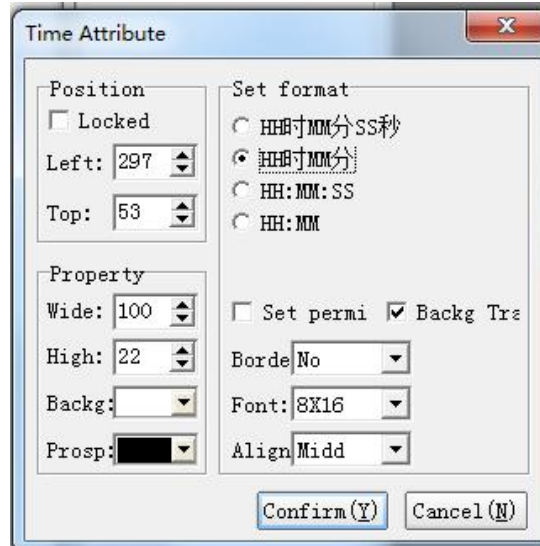 Time Attribute
x
Position
Locked
Left: 297
Top: 53
Property
Wide: 100
High: 22
Backg:
Prosp:
Set format
HH时MM分SS秒
HH时MM分
HH:MM:SS
HH:MM
Set permi Backg Tra
Borde No
Font: 8X16
Align Midd
Confirm(Y) Cancel(N)